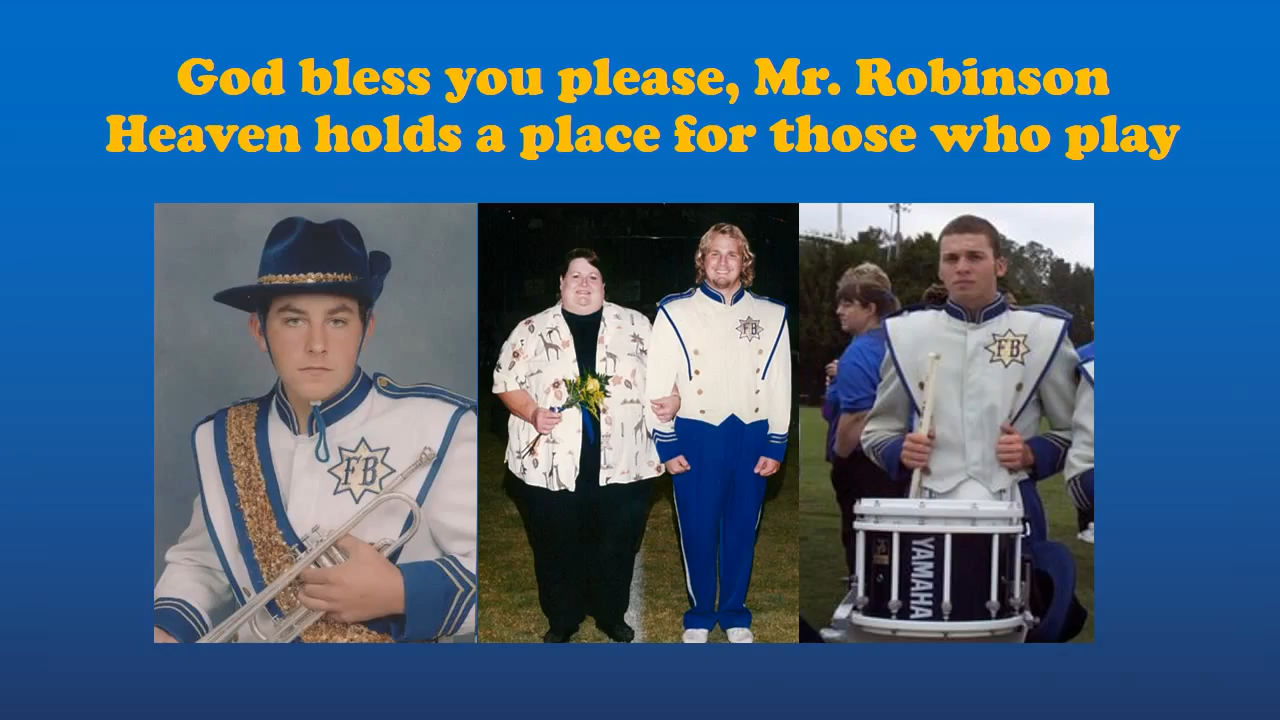 God bless you please, Mr. Robinson
Heaven holds a place for those who play
FB
FB
FB
YAMAHA